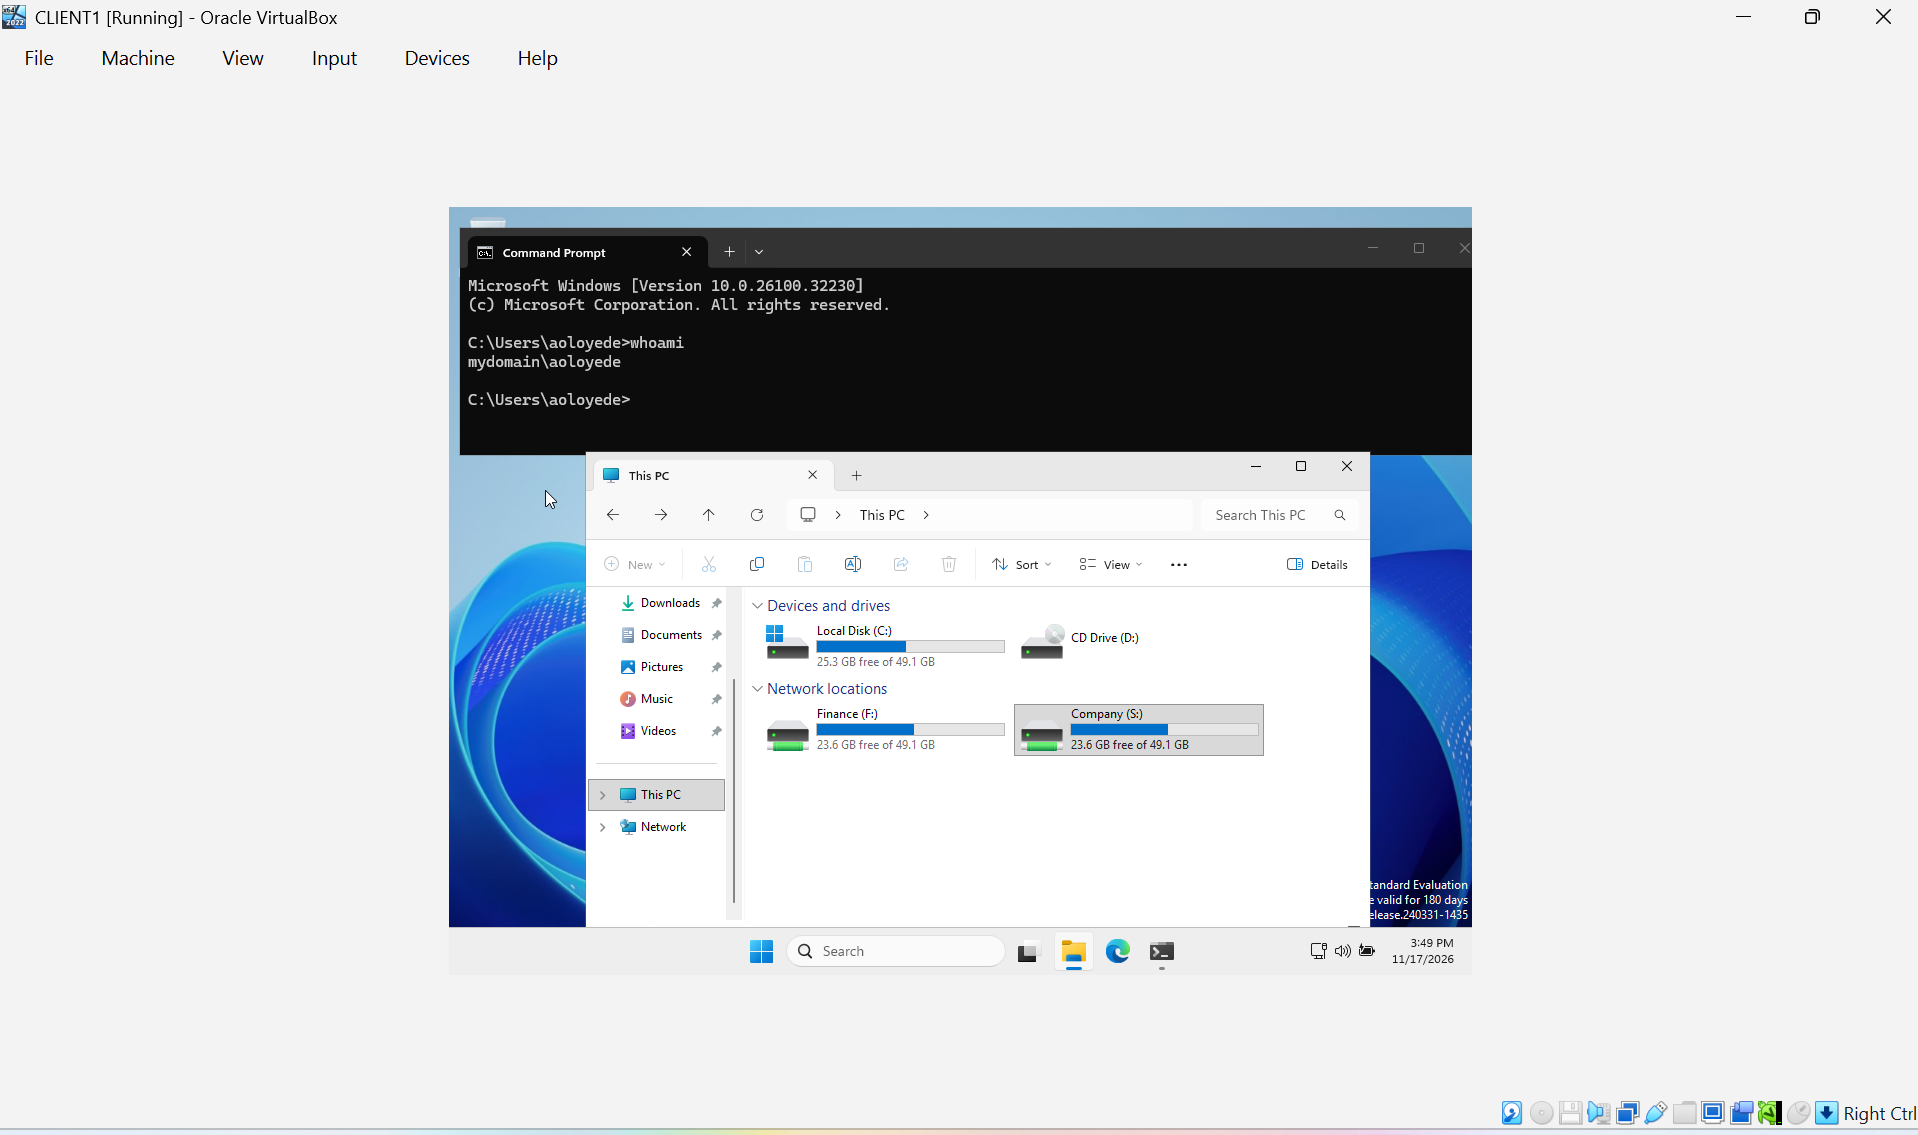 CLIENT1 [Running] - Oracle VirtualBox
File Machine View Input Devices Help
Command Prompt
Microsoft Windows [Version 10.0.26100.32230]
(c) Microsoft Corporation. All rights reserved.
C:\Users\aoloyede>whoami
mydomain\aoloyede
C:\Users\aoloyede>
This PC
This PC
Search This PC
New
Sort
View
Details
Downloads
Documents
Pictures
Music
Videos
This PC
Network
Devices and drives
Local Disk (C:)
25.3 GB free of 49.1 GB
CD Drive (D:)
Network locations
Finance (F:)
23.6 GB free of 49.1 GB
Company (S:)
23.6 GB free of 49.1 GB
tandard Evaluation
e valid for 180 days
elease.240331-1435
Search
3:49 PM
11/17/2026
Right Ctrl